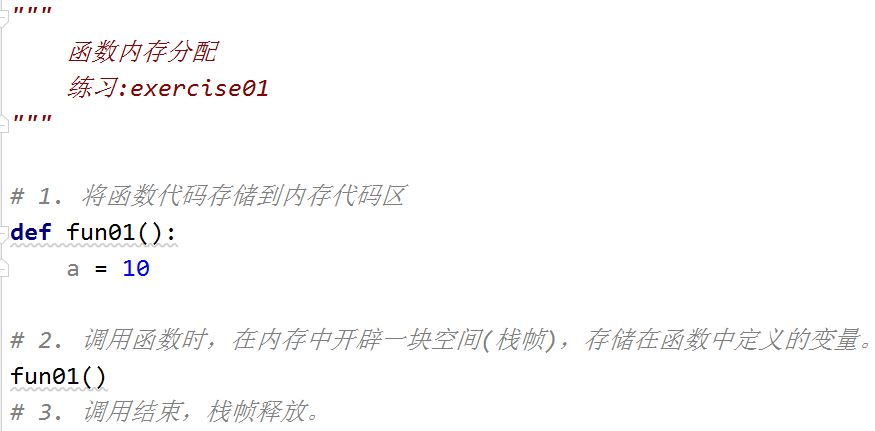 """
函数内存分配
练习:exercise01
"""
# 1. 将函数代码存储到内存代码区
def fun01():
a = 10
# 2. 调用函数时，在内存中开辟一块空间(栈帧)，存储在函数中定义的变量。
fun01()
# 3. 调用结束，栈帧释放。